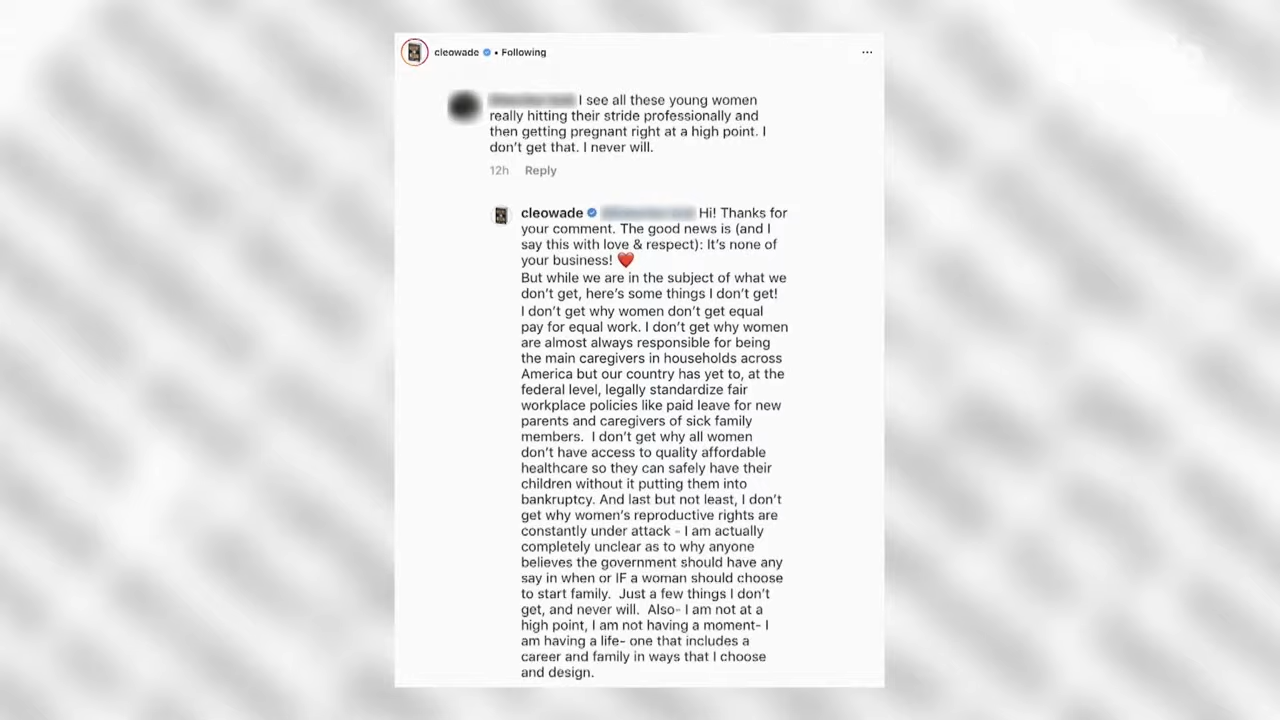 cleowade • Following
I see all these young women
really hitting their stride professionally and
then getting pregnant right at a high point. I
don't get that. I never will.
12h Reply
cleowade Hi! Thanks for
your comment. The good news is (and I
say this with love & respect): It's none of
your business! ❤️
But while we are in the subject of what we
don't get, here's some things I don't get!
I don't get why women don't get equal
pay for equal work. I don't get why women
are almost always responsible for being
the main caregivers in households across
America but our country has yet to, at the
federal level, legally standardize fair
workplace policies like paid leave for new
parents and caregivers of sick family
members. I don't get why all women
don't have access to quality affordable
healthcare so they can safely have their
children without it putting them into
bankruptcy. And last but not least, I don't
get why women's reproductive rights are
constantly under attack - I am actually
completely unclear as to why anyone
believes the government should have any
say in when or IF a woman should choose
to start family. Just a few things I don't
get, and never will. Also- I am not at a
high point, I am not having a moment- I
am having a life- one that includes a
career and family in ways that I choose
and design.